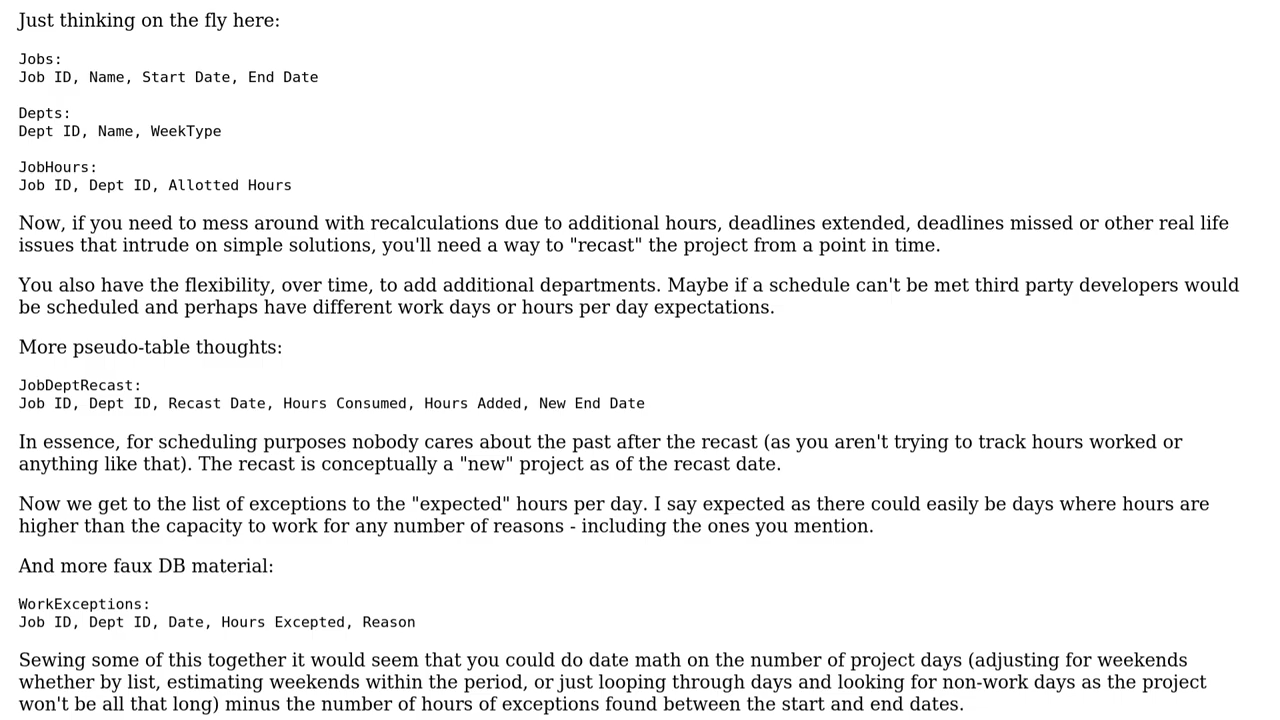 Just thinking on the fly here:
Jobs:
Job ID, Name, Start Date, End Date
Depts:
Dept ID, Name, WeekType
JobHours:
Job ID, Dept ID, Allotted Hours
Now, if you need to mess around with recalculations due to additional hours, deadlines extended, deadlines missed or other real life
issues that intrude on simple solutions, you'll need a way to "recast" the project from a point in time.
You also have the flexibility, over time, to add additional departments. Maybe if a schedule can't be met third party developers would
be scheduled and perhaps have different work days or hours per day expectations.
More pseudo-table thoughts:
JobDeptRecast:
Job ID, Dept ID, Recast Date, Hours Consumed, Hours Added, New End Date
In essence, for scheduling purposes nobody cares about the past after the recast (as you aren't trying to track hours worked or
anything like that). The recast is conceptually a "new" project as of the recast date.
Now we get to the list of exceptions to the "expected" hours per day. I say expected as there could easily be days where hours are
higher than the capacity to work for any number of reasons - including the ones you mention.
And more faux DB material:
WorkExceptions:
Job ID, Dept ID, Date, Hours Excepted, Reason
Sewing some of this together it would seem that you could do date math on the number of project days (adjusting for weekends
whether by list, estimating weekends within the period, or just looping through days and looking for non-work days as the project
won't be all that long) minus the number of hours of exceptions found between the start and end dates.